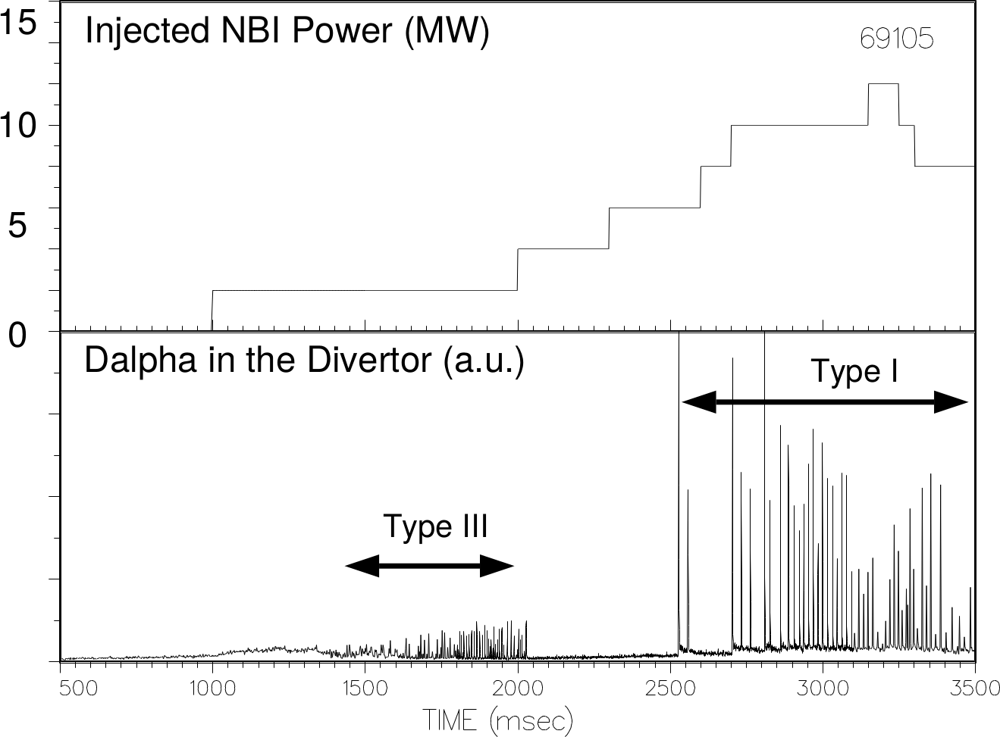 15
Injected NBI Power (MW)
69105
10
5
0
Dalpha in the Divertor (a.u.)
Type I
Type III
500 1000 1500 2000 2500 3000 3500
TIME (msec)